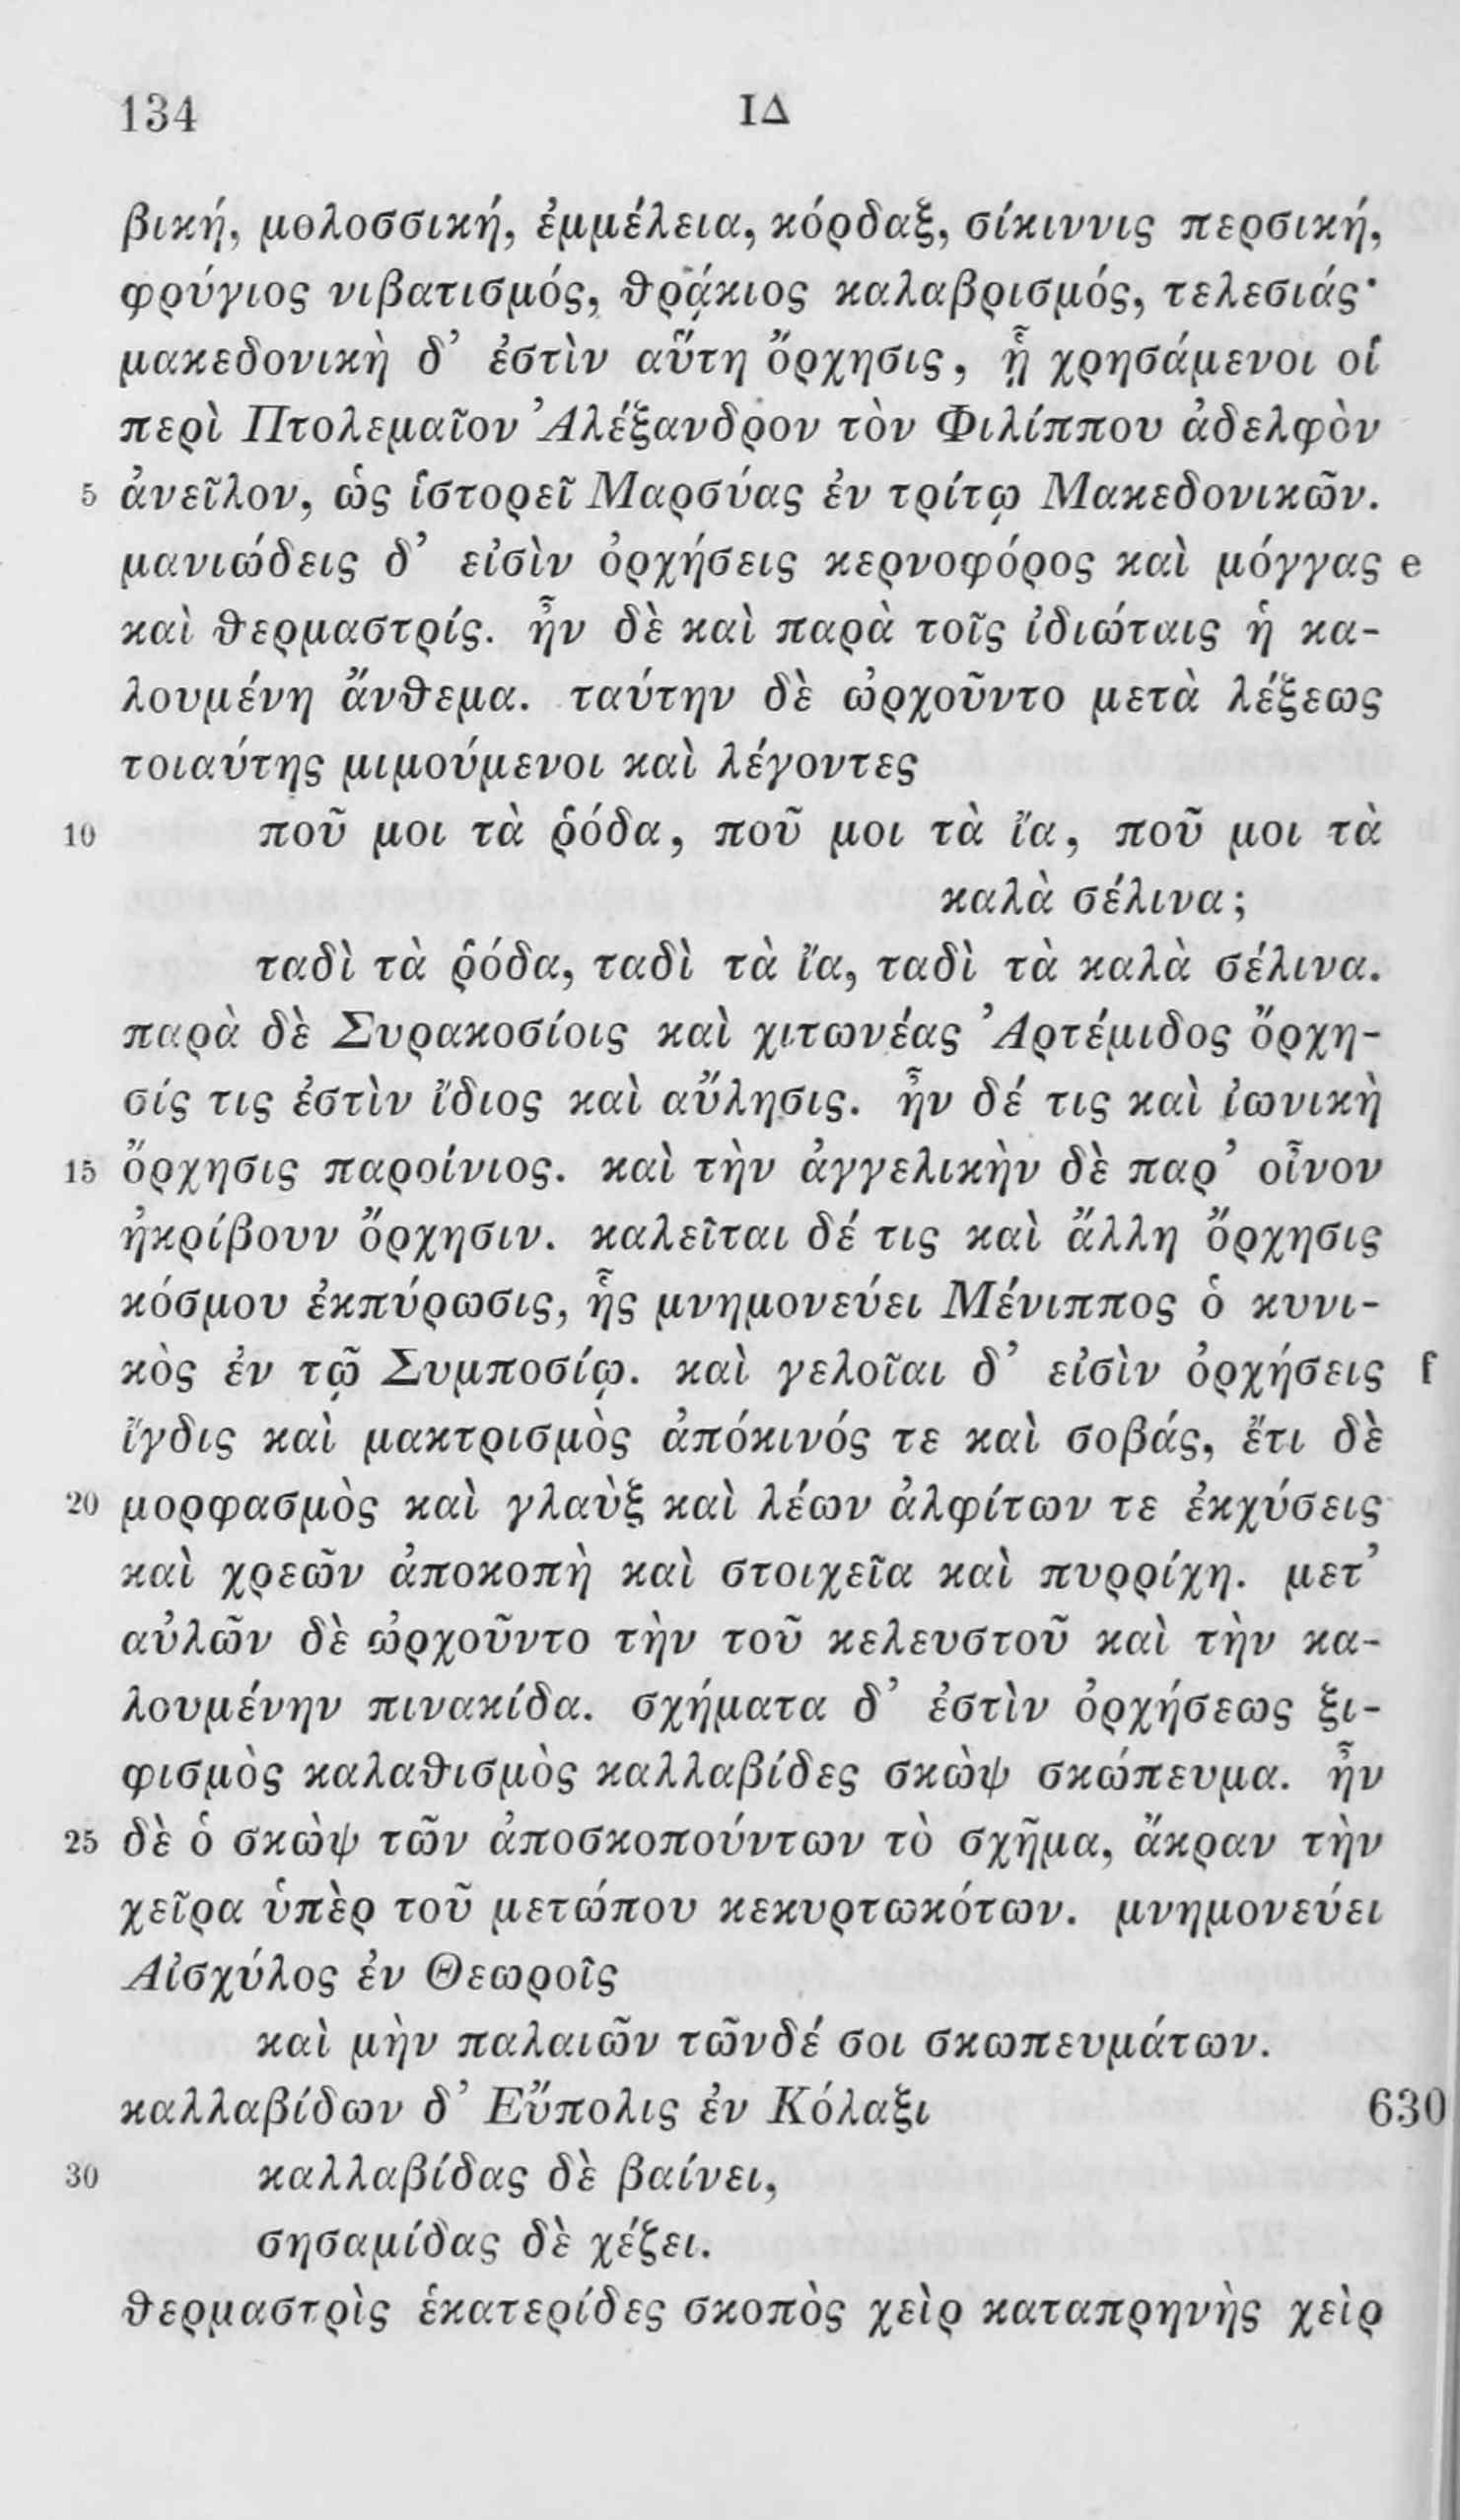 134 ΙΔ
βική, μολοσσική, ἐμμέλεια, κόρδαξ, σίκιννις περσική,
φρύγιος νιβατισμός, θρᾴκιος καλαβρισμός, τελεσιάς·
μακεδονικὴ δ’ ἐστὶν αὕτη ὄρχησις, ᾗ χρησάμενοι οἱ
περὶ Πτολεμαῖον Ἀλέξανδρον τὸν Φιλίππου ἀδελφὸν
5 ἀνεῖλον, ὡς ἱστορεῖ Μαρσύας ἐν τρίτῳ Μακεδονικῶν.
μανιώδεις δ’ εἰσὶν ὀρχήσεις κερνοφόρος καὶ μόγγας e
καὶ θερμαστρίς. ἦν δὲ καὶ παρὰ τοῖς ἰδιώταις ἡ κα-
λουμένη ἄνθεμα. ταύτην δὲ ὠρχοῦντο μετὰ λέξεως
τοιαύτης μιμούμενοι καὶ λέγοντες
10 ποῦ μοι τὰ ῥόδα, ποῦ μοι τὰ ἴα, ποῦ μοι τὰ
καλὰ σέλινα;
ταδὶ τὰ ῥόδα, ταδὶ τὰ ἴα, ταδὶ τὰ καλὰ σέλινα.
παρὰ δὲ Συρακοσίοις καὶ χιτωνέας Ἀρτέμιδος ὄρχη-
σίς τις ἐστὶν ἴδιος καὶ αὔλησις. ἦν δέ τις καὶ ἰωνικὴ
15 ὄρχησις παροίνιος. καὶ τὴν ἀγγελικὴν δὲ παρ’ οἶνον
ἠκρίβουν ὄρχησιν. καλεῖται δέ τις καὶ ἄλλη ὄρχησις
κόσμου ἐκπύρωσις, ἧς μνημονεύει Μένιππος ὁ κυνι-
κὸς ἐν τῷ Συμποσίῳ. καὶ γελοῖαι δ’ εἰσὶν ὀρχήσεις f
ἴγδις καὶ μακτρισμὸς ἀπόκινός τε καὶ σοβάς, ἔτι δὲ
20 μορφασμὸς καὶ γλαὺξ καὶ λέων ἀλφίτων τε ἐκχύσεις
καὶ χρεῶν ἀποκοπὴ καὶ στοιχεῖα καὶ πυρρίχη. μετ’
αὐλῶν δὲ ὠρχοῦντο τὴν τοῦ κελευστοῦ καὶ τὴν κα-
λουμένην πινακίδα. σχήματα δ’ ἐστὶν ὀρχήσεως ξι-
φισμὸς καλαθισμὸς καλλαβίδες σκὼψ σκώπευμα. ἦν
25 δὲ ὁ σκὼψ τῶν ἀποσκοπούντων τὸ σχῆμα, ἄκραν τὴν
χεῖρα ὑπὲρ τοῦ μετώπου κεκυρτωκότων. μνημονεύει
Αἰσχύλος ἐν Θεωροῖς
καὶ μὴν παλαιῶν τῶνδέ σοι σκωπευμάτων.
καλλαβίδων δ’ Εὔπολις ἐν Κόλαξι 630
30 καλλαβίδας δὲ βαίνει,
σησαμίδας δὲ χέζει.
θερμαστρὶς ἑκατερίδες σκοπὸς χεὶρ καταπρηνὴς χεὶρ